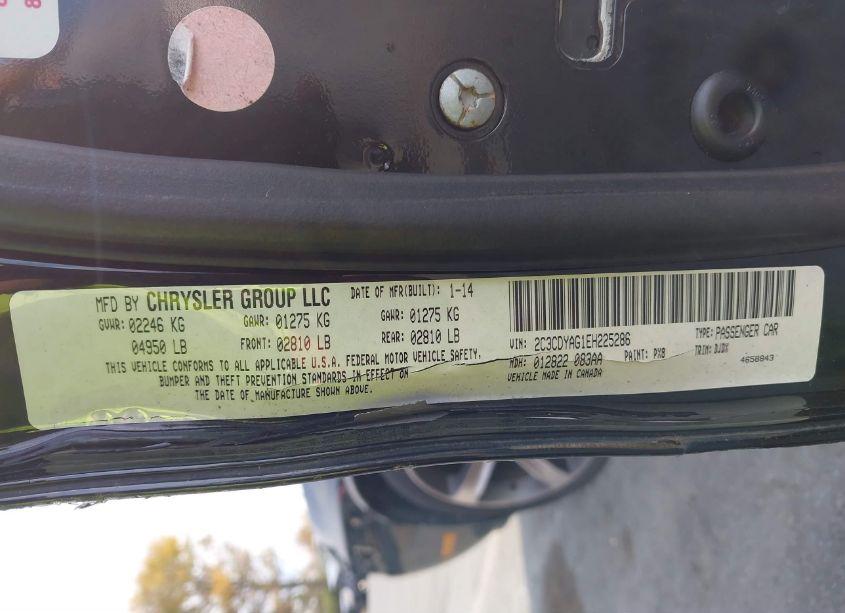 8
MFD BY CHRYSLER GROUP LLC DATE OF MFR(BUILT): 1-14
GVWR: 02246 KG GAWR: 01275 KG GAWR: 01275 KG
04950 LB FRONT: 02810 LB REAR: 02810 LB
THIS VEHICLE CONFORMS TO ALL APPLICABLE U.S.A. FEDERAL MOTOR VEHICLE SAFETY,
BUMPER AND THEFT PREVENTION STANDARDS IN EFFECT ON
THE DATE OF MANUFACTURE SHOWN ABOVE.
VIN: 2C3CDYAG1EH225286 TYPE: PASSENGER CAR
MDH: 012822 083AA PAINT: PX8 TRIM:
VEHICLE MADE IN CANADA 4658843